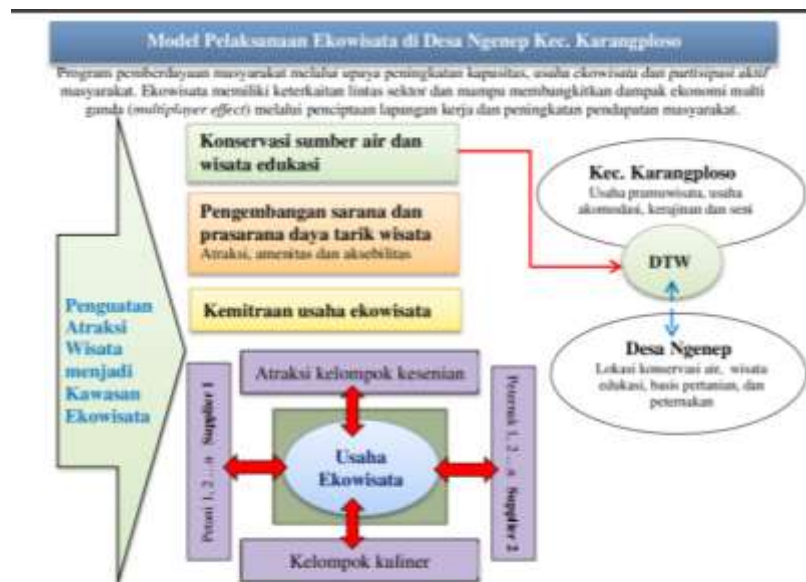 Model Pelaksanaan Ekowisata di Desa Ngenep Kec. Karangploso
Program pemberdayaan masyarakat melalui upaya peningkatan kapasitas, usaha ekowisata dan partisipasi aktif
masyarakat. Ekowisata memiliki keterkaitan lintas sektor dan mampu membangkitkan dampak ekonomi multi
ganda (multiplayer effect) melalui penciptaan lapangan kerja dan peningkatan pendapatan masyarakat.
Konservasi sumber air dan
wisata edukasi
Pengembangan sarana dan
prasarana daya tarik wisata
Atraksi, amenitas dan aksebilitas
Kemitraan usaha ekowisata
Penguatan
Atraksi
Wisata
menjadi
Kawasan
Ekowisata
Kec. Karangploso
Usaha pramuwisata, usaha
akomodasi, kerajinan dan seni
DTW
Desa Ngenep
Lokasi konservasi air, wisata
edukasi, basis pertanian, dan
peternakan
Atraksi kelompok kesenian
Petani 1, 2 ... n Supplier 1
Usaha
Ekowisata
Peternak 1, 2 ... n Supplier 2
Kelompok kuliner